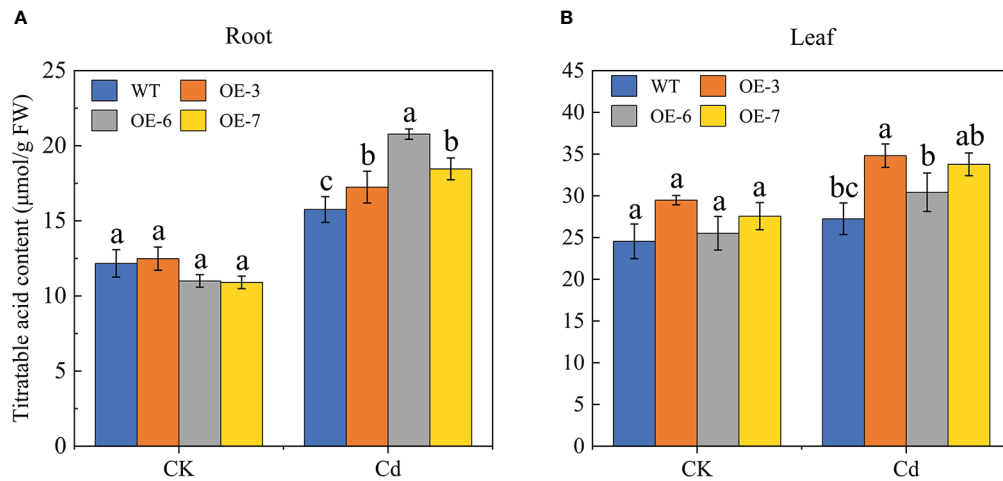 A
Root
Titratable acid content (μmol/g FW)
25
20
15
10
5
0
WT
OE-3
OE-6
OE-7
a a a a
c b a b
CK Cd
B
Leaf
45
40
35
30
25
20
15
10
5
0
WT
OE-3
OE-6
OE-7
a a a a
bc a b ab
CK Cd